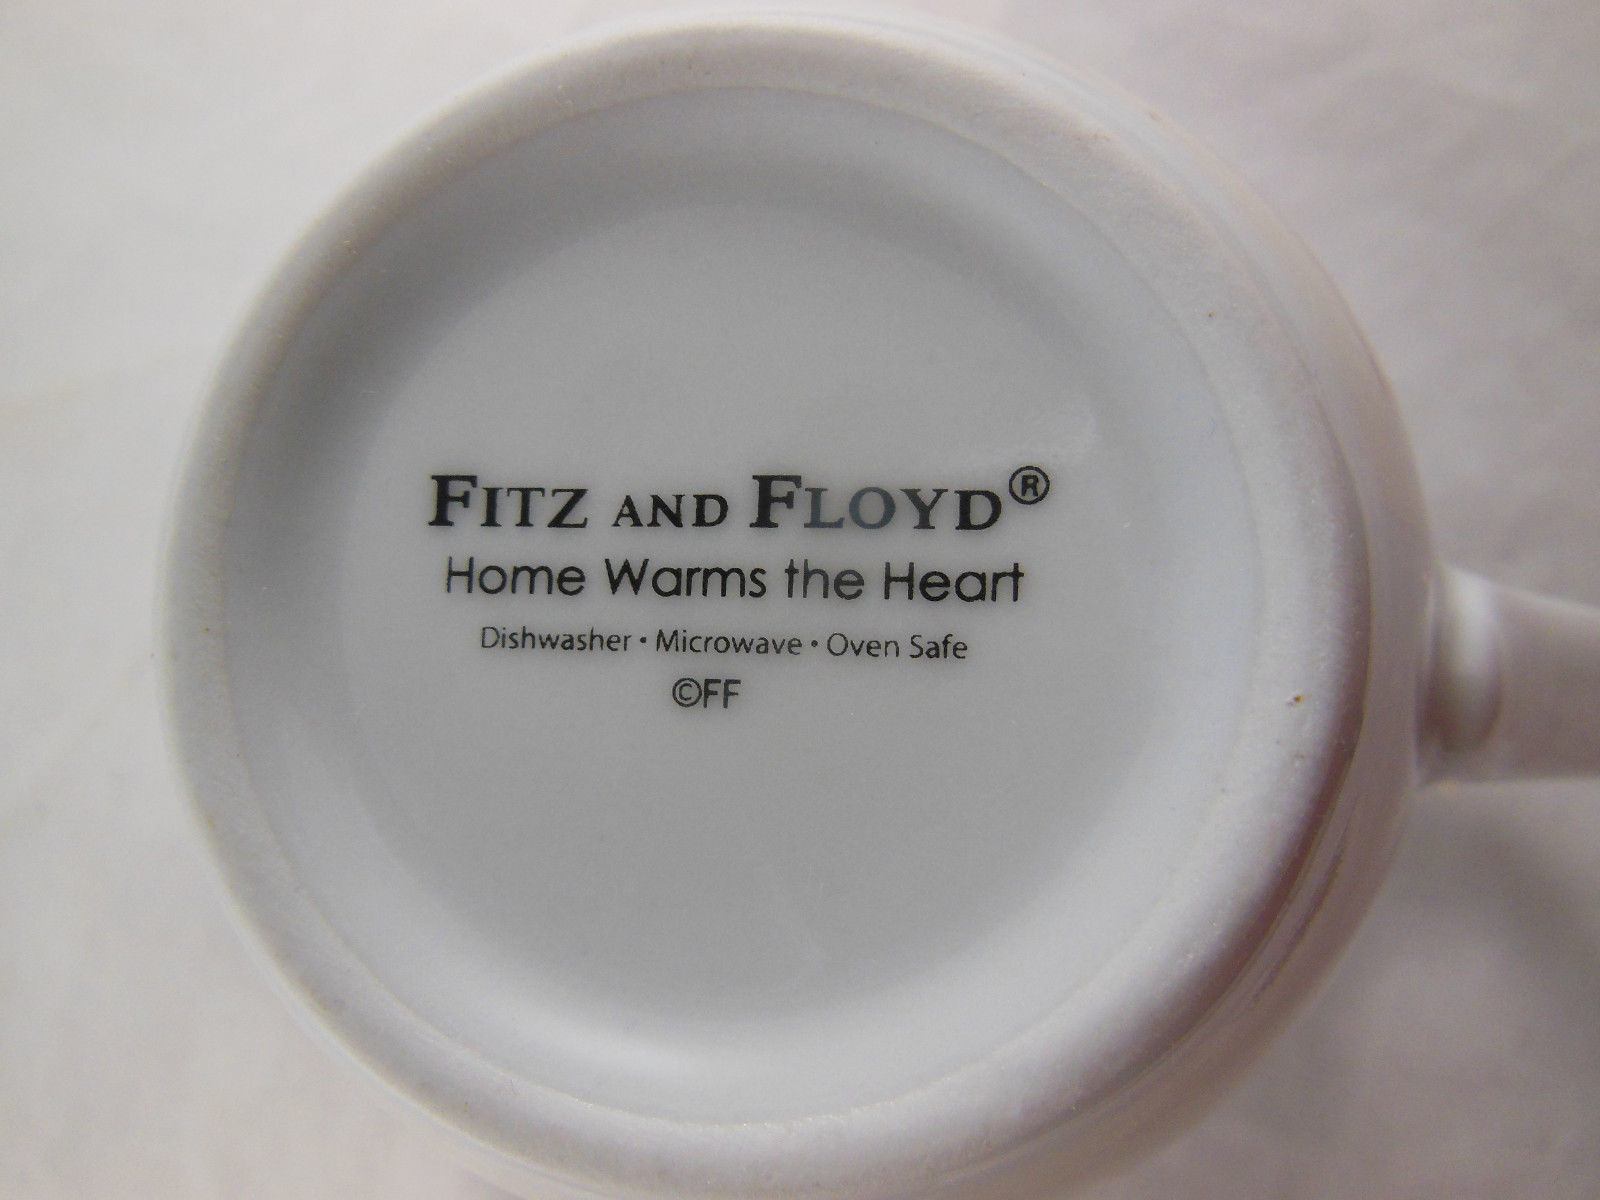 FITZ AND FLOYD®
Home Warms the Heart
Dishwasher • Microwave • Oven Safe
©FF